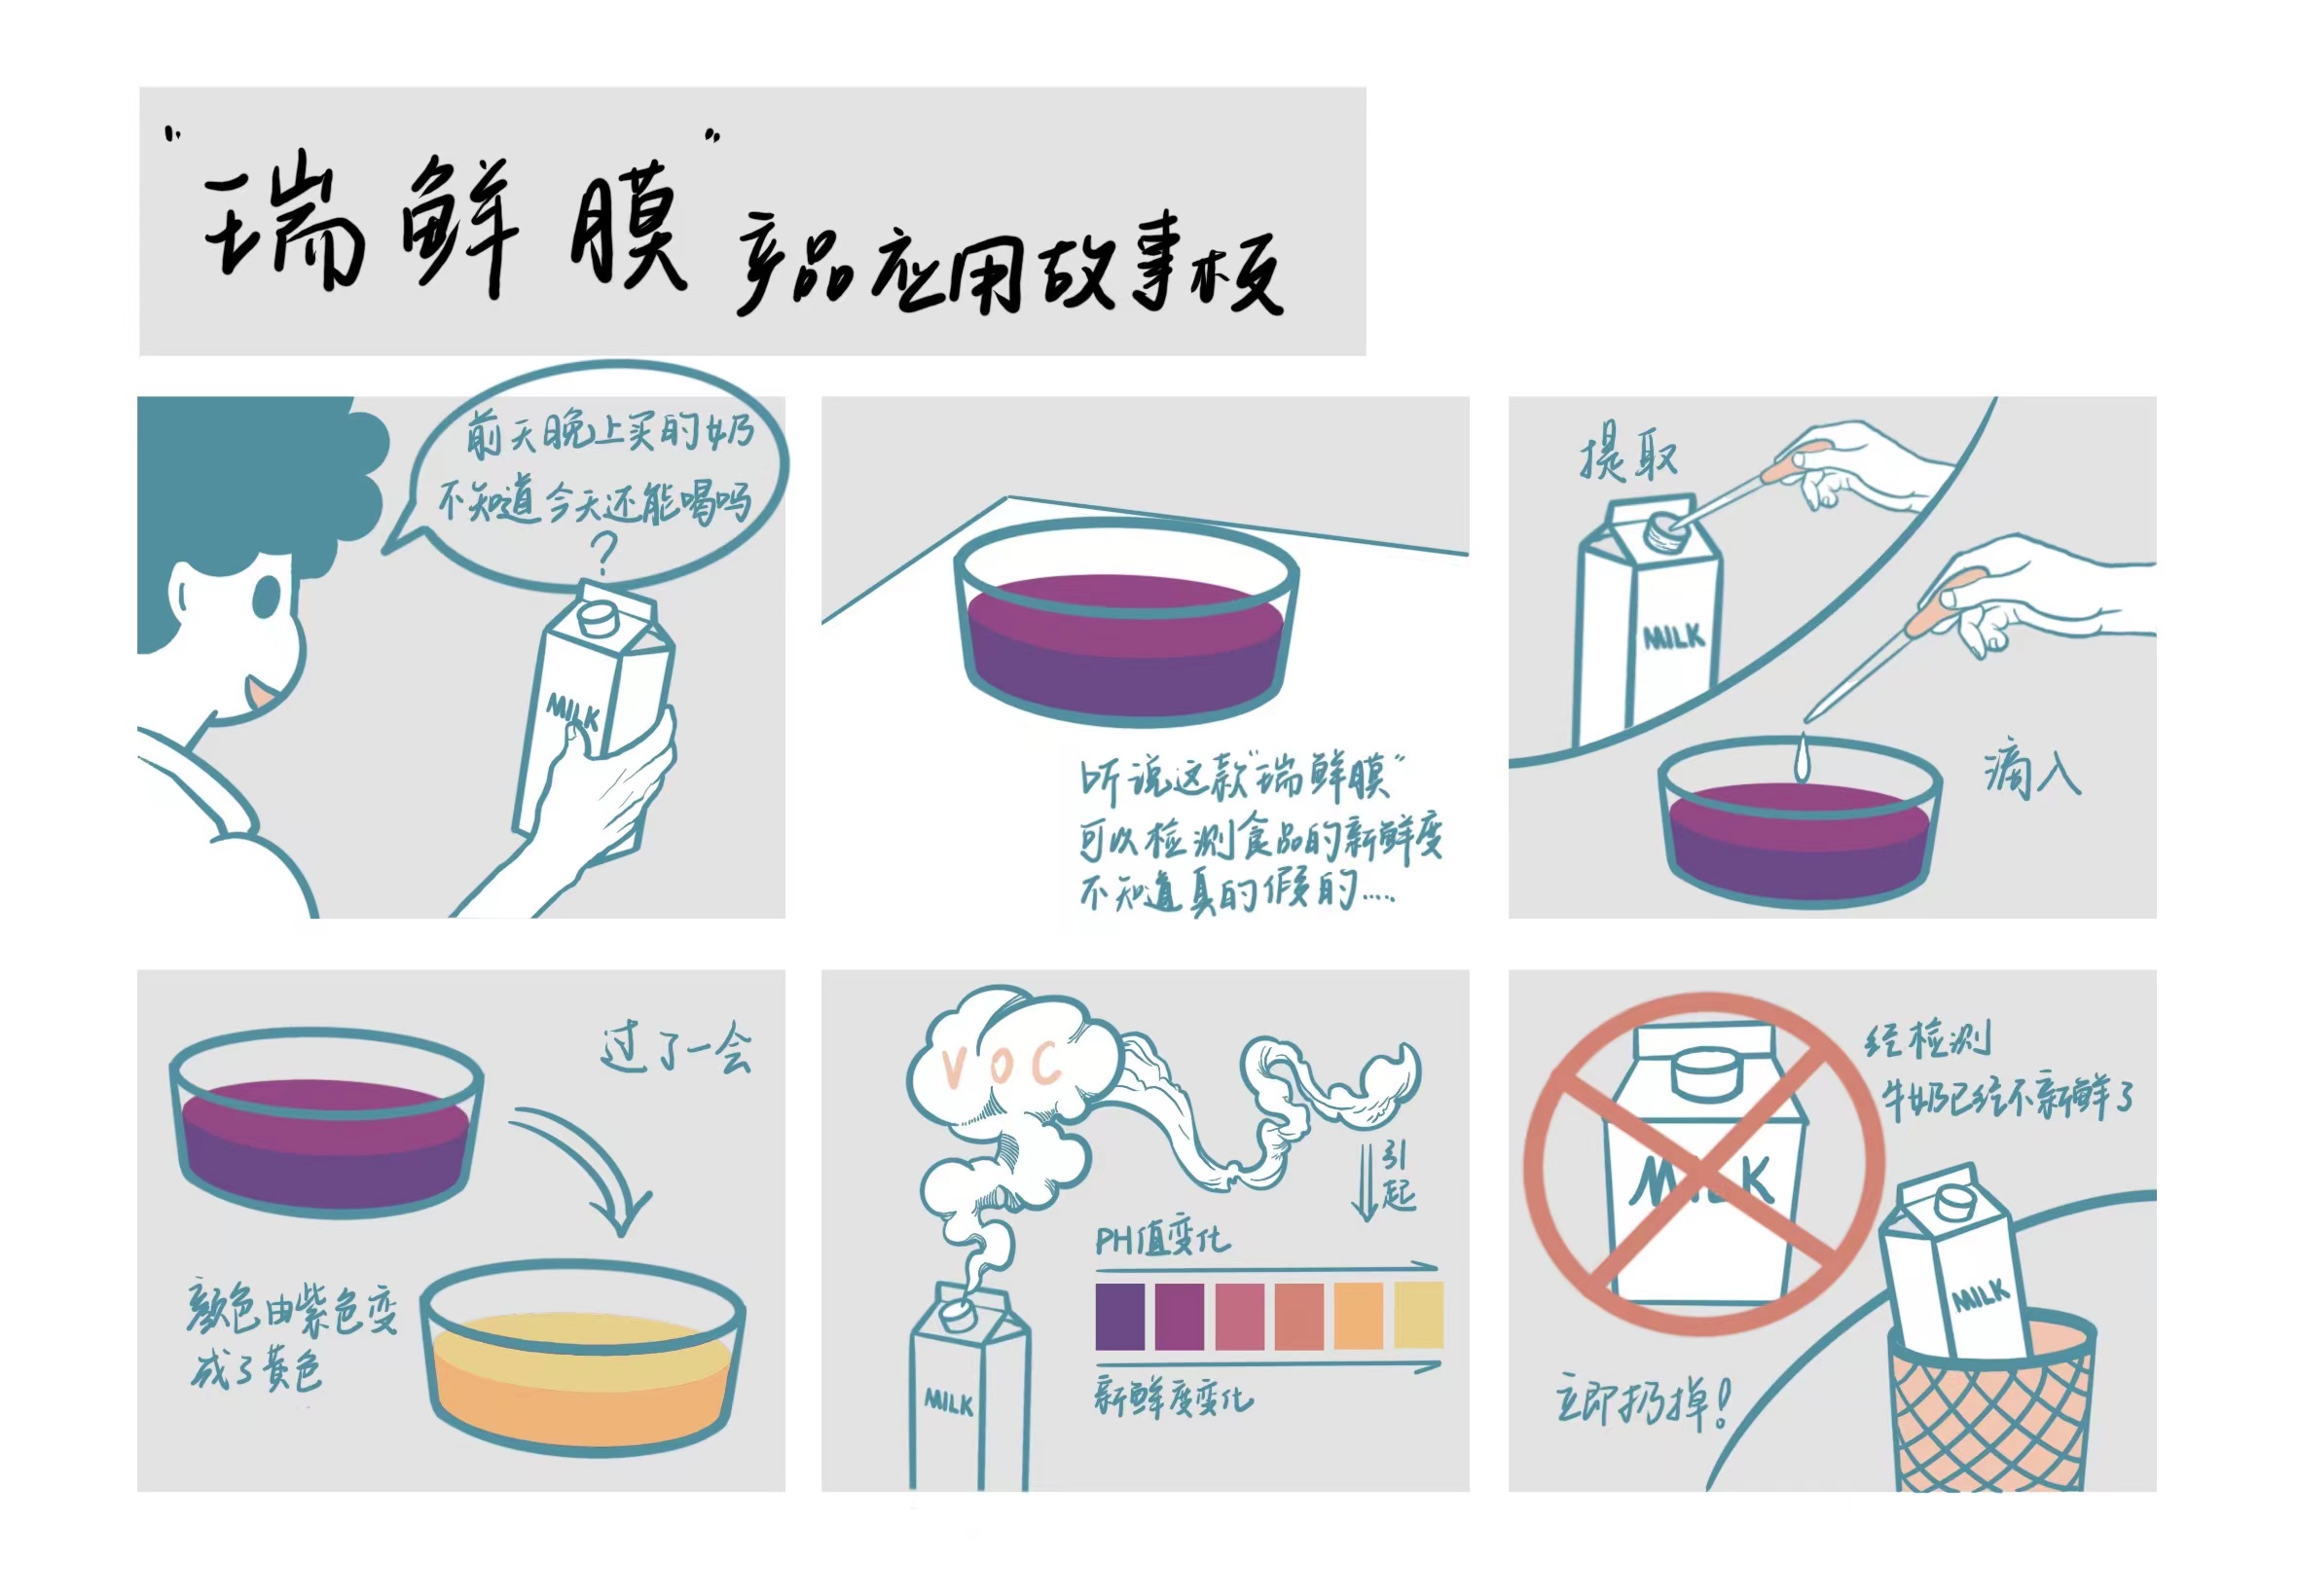 “瑞鲜膜”产品应用故事板
前天晚上买的奶
不知道今天还能喝吗
?
MILK
听说这款“瑞鲜膜”
可以检测食品的新鲜度
不知道真的假的.....
提取
MILK
滴入
过了一会
颜色由紫色变
成了黄色
VOC
引
起
PH值变化
新鲜度变化
MILK
经检测
牛奶已经不新鲜了
MILK
MILK
立即扔掉!